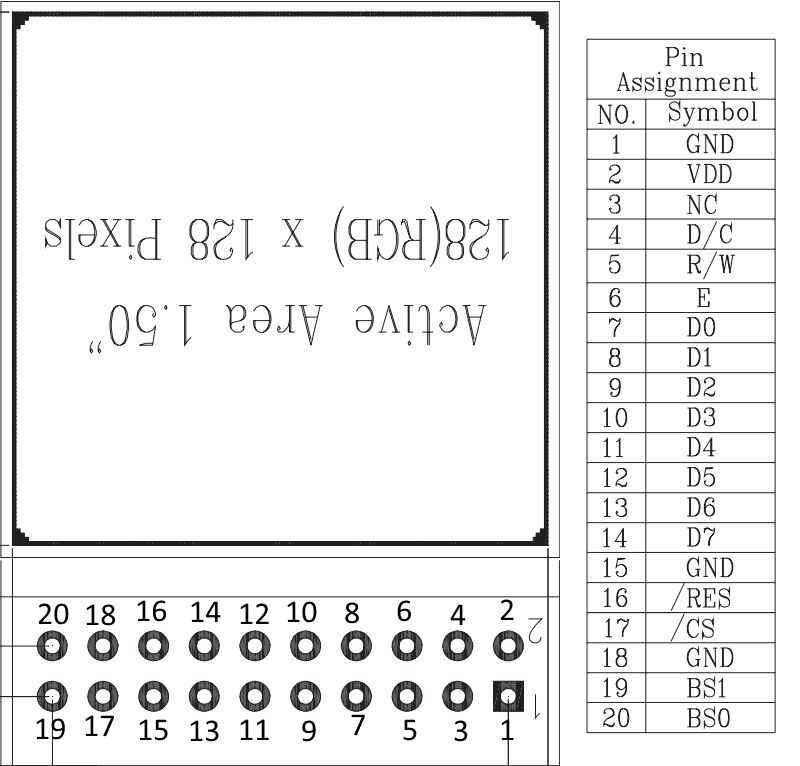 128(RGB) x 128 Pixels
Active Area 1.50"
20 18 16 14 12 10 8 6 4 2
2
1
19 17 15 13 11 9 7 5 3 1
Pin
Assignment
NO. Symbol
1 GND
2 VDD
3 NC
4 D/C
5 R/W
6 E
7 D0
8 D1
9 D2
10 D3
11 D4
12 D5
13 D6
14 D7
15 GND
16 /RES
17 /CS
18 GND
19 BS1
20 BS0